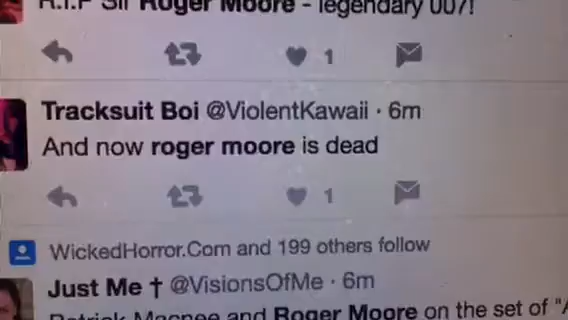 R.I.P Sir Roger Moore - legendary 007!
1
Tracksuit Boi @ViolentKawaii · 6m
And now roger moore is dead
1
WickedHorror.Com and 199 others follow
Just Me † @VisionsOfMe · 6m
Patrick Macnee and Roger Moore on the set of "A